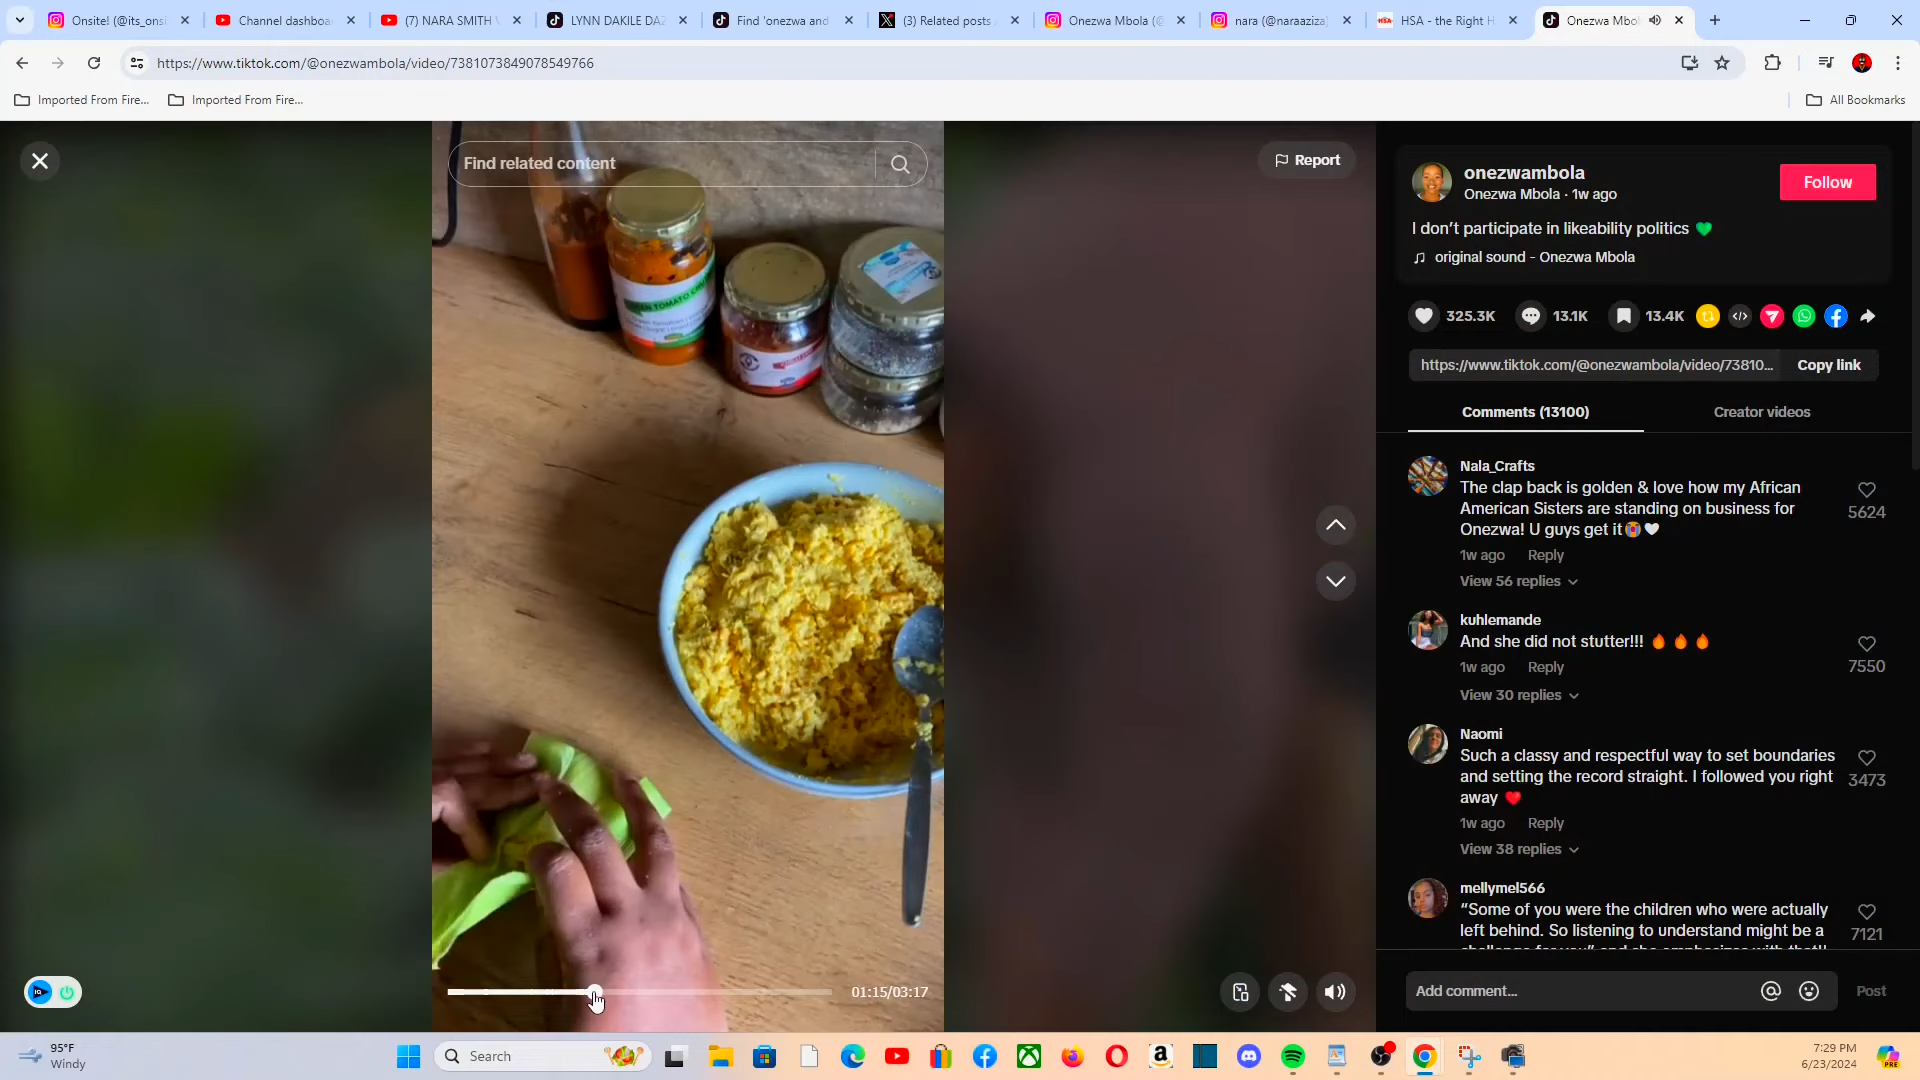 Onsite! (@its_onsi
Channel dashboa
(7) NARA SMITH
LYNN DAKILE DAZ
Find 'onezwa and
(3) Related posts
Onezwa Mbola (@
nara (@naraaziza
HSA - the Right H
Onezwa Mbol
https://www.tiktok.com/@onezwambola/video/7381073849078549766
Imported From Fire...
Imported From Fire...
All Bookmarks
Find related content
Report
onezwambola
Onezwa Mbola · 1w ago
Follow
I don't participate in likeability politics 💚
♫ original sound - Onezwa Mbola
325.3K
13.1K
13.4K
https://www.tiktok.com/@onezwambola/video/73810...
Copy link
Comments (13100)
Creator videos
Nala_Crafts
The clap back is golden & love how my African
American Sisters are standing on business for
Onezwa! U guys get it😭🤍
5624
1w ago Reply
View 56 replies
kuhlemande
And she did not stutter!!! 🔥🔥🔥
7550
1w ago Reply
View 30 replies
Naomi
Such a classy and respectful way to set boundaries
and setting the record straight. I followed you right
away ❤️
3473
1w ago Reply
View 38 replies
mellymel566
“Some of you were the children who were actually
left behind. So listening to understand might be a
7121
01:15/03:17
Add comment...
Post
95°F
Windy
Search
7:29 PM
6/23/2024
PRE